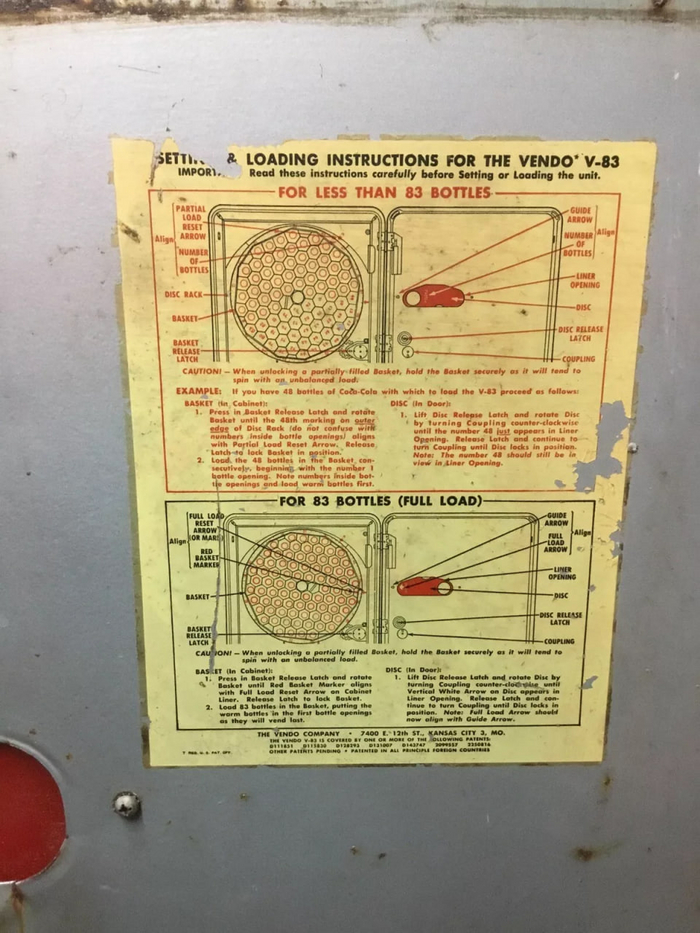 SETTIN & LOADING INSTRUCTIONS FOR THE VENDO® V-83
IMPORT Read these instructions carefully before Setting or Loading the unit.
FOR LESS THAN 83 BOTTLES
PARTIAL
LOAD
RESET
ARROW
Align
NUMBER
OF
BOTTLES
DISC RACK
BASKET
BASKET
RELEASE
LATCH
GUIDE
ARROW
Align
NUMBER
OF
BOTTLES
LINER
OPENING
DISC
DISC RELEASE
LATCH
COUPLING
CAUTION! — When unlocking a partially filled Basket, hold the Basket securely as it will tend to
spin with an unbalanced load.
EXAMPLE: If you have 48 bottles of Coca-Cola with which to load the V-83 proceed as follows:
BASKET (In Cabinet):
1. Press in Basket Release Latch and rotate
Basket until the 48th marking on outer
edge of Disc Rack (do not confuse with
numbers inside bottle openings) aligns
with Partial Load Reset Arrow. Release
Latch to lock Basket in position.
2. Load the 48 bottles in the Basket con-
secutively, beginning with the number 1
bottle opening. Note numbers inside bot-
tle openings and load warm bottles first.
DISC (In Door):
1. Lift Disc Release Latch and rotate Disc
by turning Coupling counter-clockwise
until the number 48 just appears in Liner
Opening. Release Latch and continue to
turn Coupling until Disc locks in position.
Note: The number 48 should still be in
view in Liner Opening.
FOR 83 BOTTLES (FULL LOAD)
FULL LOAD
RESET
ARROW
(OR MARS)
Align
RED
BASKET
MARKER
BASKET
BASKET
RELEASE
LATCH
GUIDE
ARROW
Align
FULL
LOAD
ARROW
LINER
OPENING
DISC
DISC RELEASE
LATCH
COUPLING
CAUTION! — When unlocking a partially filled Basket, hold the Basket securely as it will tend to
spin with an unbalanced load.
BASKET (In Cabinet):
1. Press in Basket Release Latch and rotate
Basket until Red Basket Marker aligns
with Full Load Reset Arrow on Cabinet
Liner. Release Latch to lock Basket.
2. Load 83 bottles in the Basket, putting the
warm bottles in the first bottle openings
as they will vend last.
DISC (In Door):
1. Lift Disc Release Latch and rotate Disc by
turning Coupling counter-clockwise until
Vertical White Arrow on Disc appears in
Liner Opening. Release Latch and con-
tinue to turn Coupling until Disc locks in
position. Note: Full Load Arrow should
now align with Guide Arrow.
THE VENDO COMPANY • 7400 E. 12th ST., KANSAS CITY 3, MO.
THE VENDO V-83 IS COVERED BY ONE OR MORE OF THE FOLLOWING PATENTS:
OTHER PATENTS PENDING • PATENTED IN ALL PRINCIPLE FOREIGN COUNTRIES